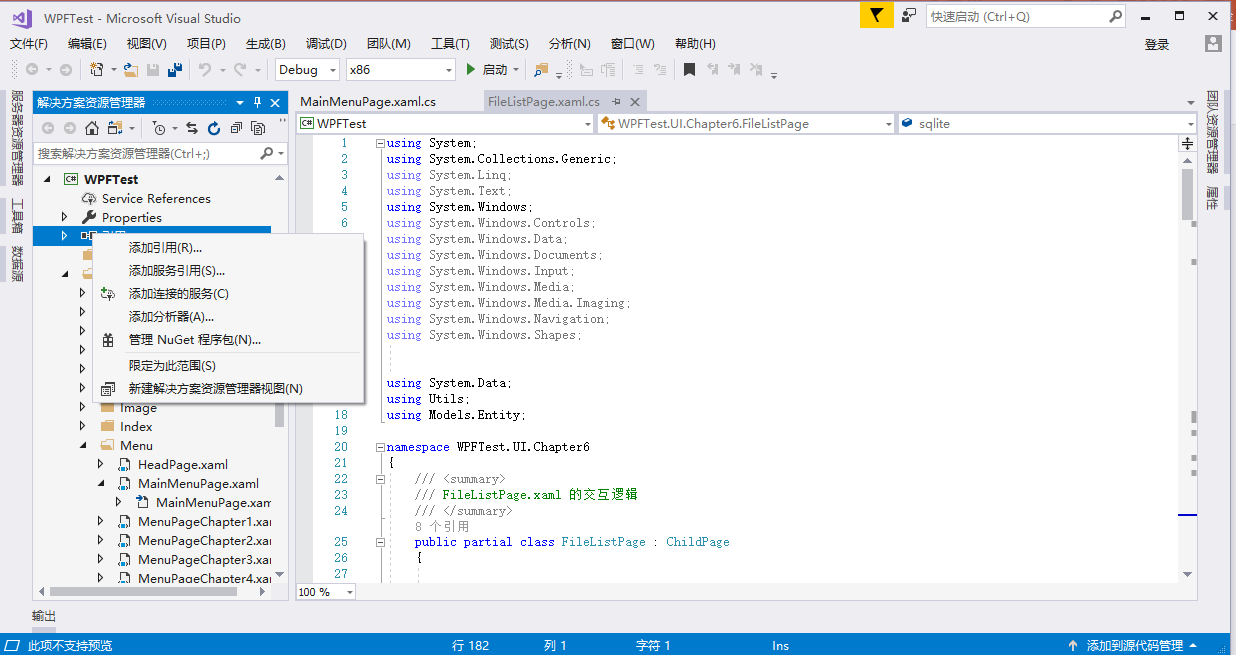 WPFTest - Microsoft Visual Studio
快速启动 (Ctrl+Q)
文件(F) 编辑(E) 视图(V) 项目(P) 生成(B) 调试(D) 团队(M) 工具(T) 测试(S) 分析(N) 窗口(W) 帮助(H)
登录
Debug x86 启动
服务器资源管理器
工具箱
数据源
解决方案资源管理器
搜索解决方案资源管理器(Ctrl+;)
WPFTest
Service References
Properties
引用
添加引用(R)...
添加服务引用(S)...
添加连接的服务(C)
添加分析器(A)...
管理 NuGet 程序包(N)...
限定为此范围(S)
新建解决方案资源管理器视图(N)
Image
Index
Menu
HeadPage.xaml
MainMenuPage.xaml
MainMenuPage.xam
MenuPageChapter1.xa
MenuPageChapter2.xa
MenuPageChapter3.xa
MenuPageChapter4.xa
MainMenuPage.xaml.cs FileListPage.xaml.cs
C# WPFTest WPFTest.UI.Chapter6.FileListPage sqlite
1 using System;
2 using System.Collections.Generic;
3 using System.Linq;
4 using System.Text;
5 using System.Windows;
6 using System.Windows.Controls;
using System.Windows.Data;
using System.Windows.Documents;
using System.Windows.Input;
using System.Windows.Media;
using System.Windows.Media.Imaging;
using System.Windows.Navigation;
using System.Windows.Shapes;
using System.Data;
using Utils;
18 using Models.Entity;
19
20 namespace WPFTest.UI.Chapter6
21 {
22 /// <summary>
23 /// FileListPage.xaml 的交互逻辑
24 /// </summary>
8 个引用
25 public partial class FileListPage : ChildPage
26 {
27
100 %
团队资源管理器
属性
输出
此项不支持预览 行 182 列 1 字符 1 Ins 添加到源代码管理